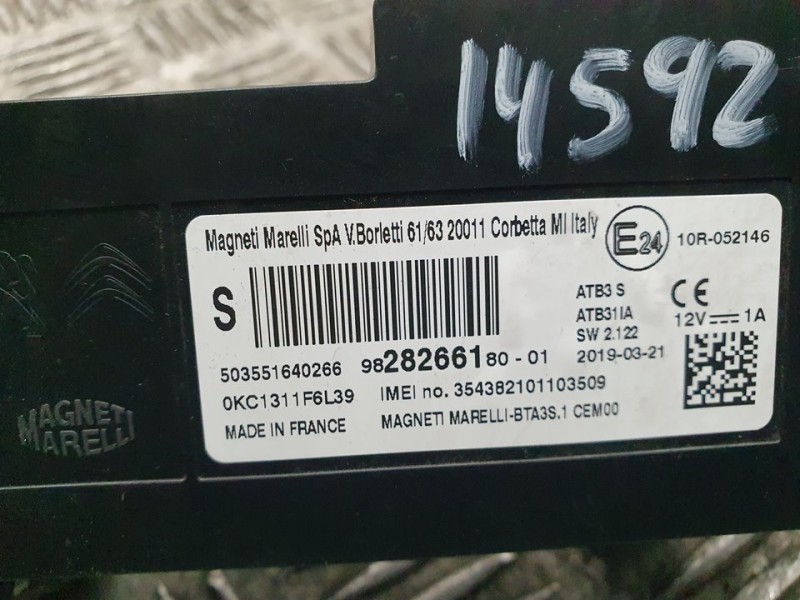 14592
Magneti Marelli SpA V.Borletti 61/63 20011 Corbetta MI Italy
E24
10R-052146
S
ATB3 S
ATB31IA
SW 2.122
2019-03-21
CE
12V⎓1A
503551640266
9828266180-01
0KC1311F6L39
IMEI no. 354382101103509
MADE IN FRANCE
MAGNETI MARELLI-BTA3S.1 CEM00
MAGNETI
MARELLI